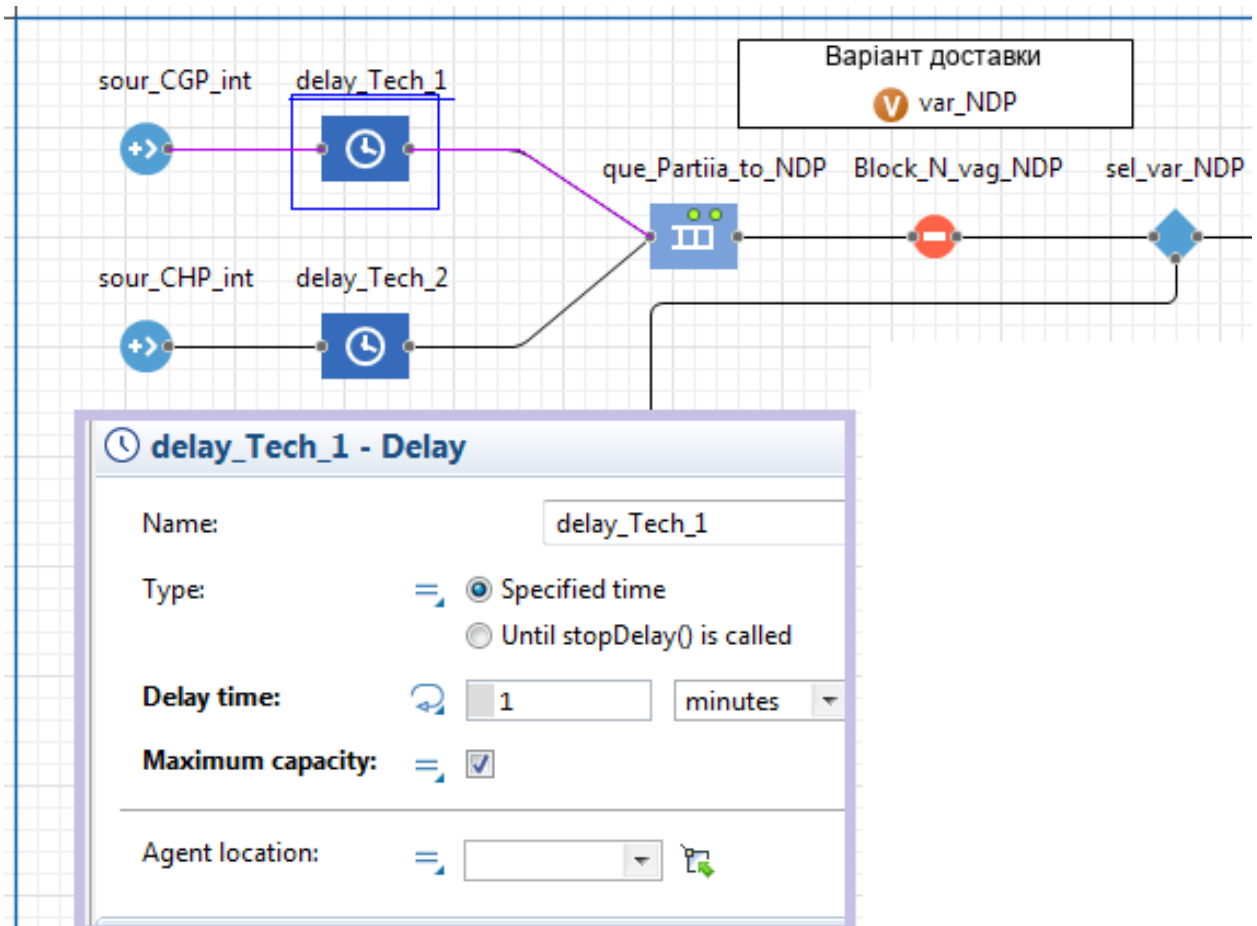 Варіант доставки
var_NDP
sour_CGP_int delay_Tech_1
que_Partiia_to_NDP Block_N_vag_NDP sel_var_NDP
sour_CHP_int delay_Tech_2
delay_Tech_1 - Delay
Name: delay_Tech_1
Type: Specified time
Until stopDelay() is called
Delay time: 1 minutes
Maximum capacity:
Agent location: